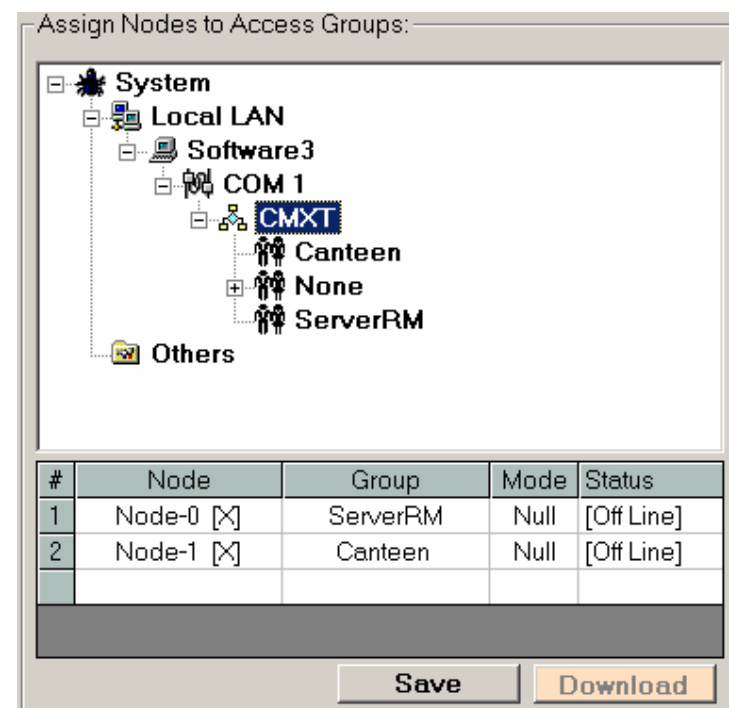 Assign Nodes to Access Groups:
System
Local LAN
Software3
COM 1
CMXT
Canteen
None
ServerRM
Others
# Node Group Mode Status
1 Node-0 [X] ServerRM Null [Off Line]
2 Node-1 [X] Canteen Null [Off Line]
Save Download